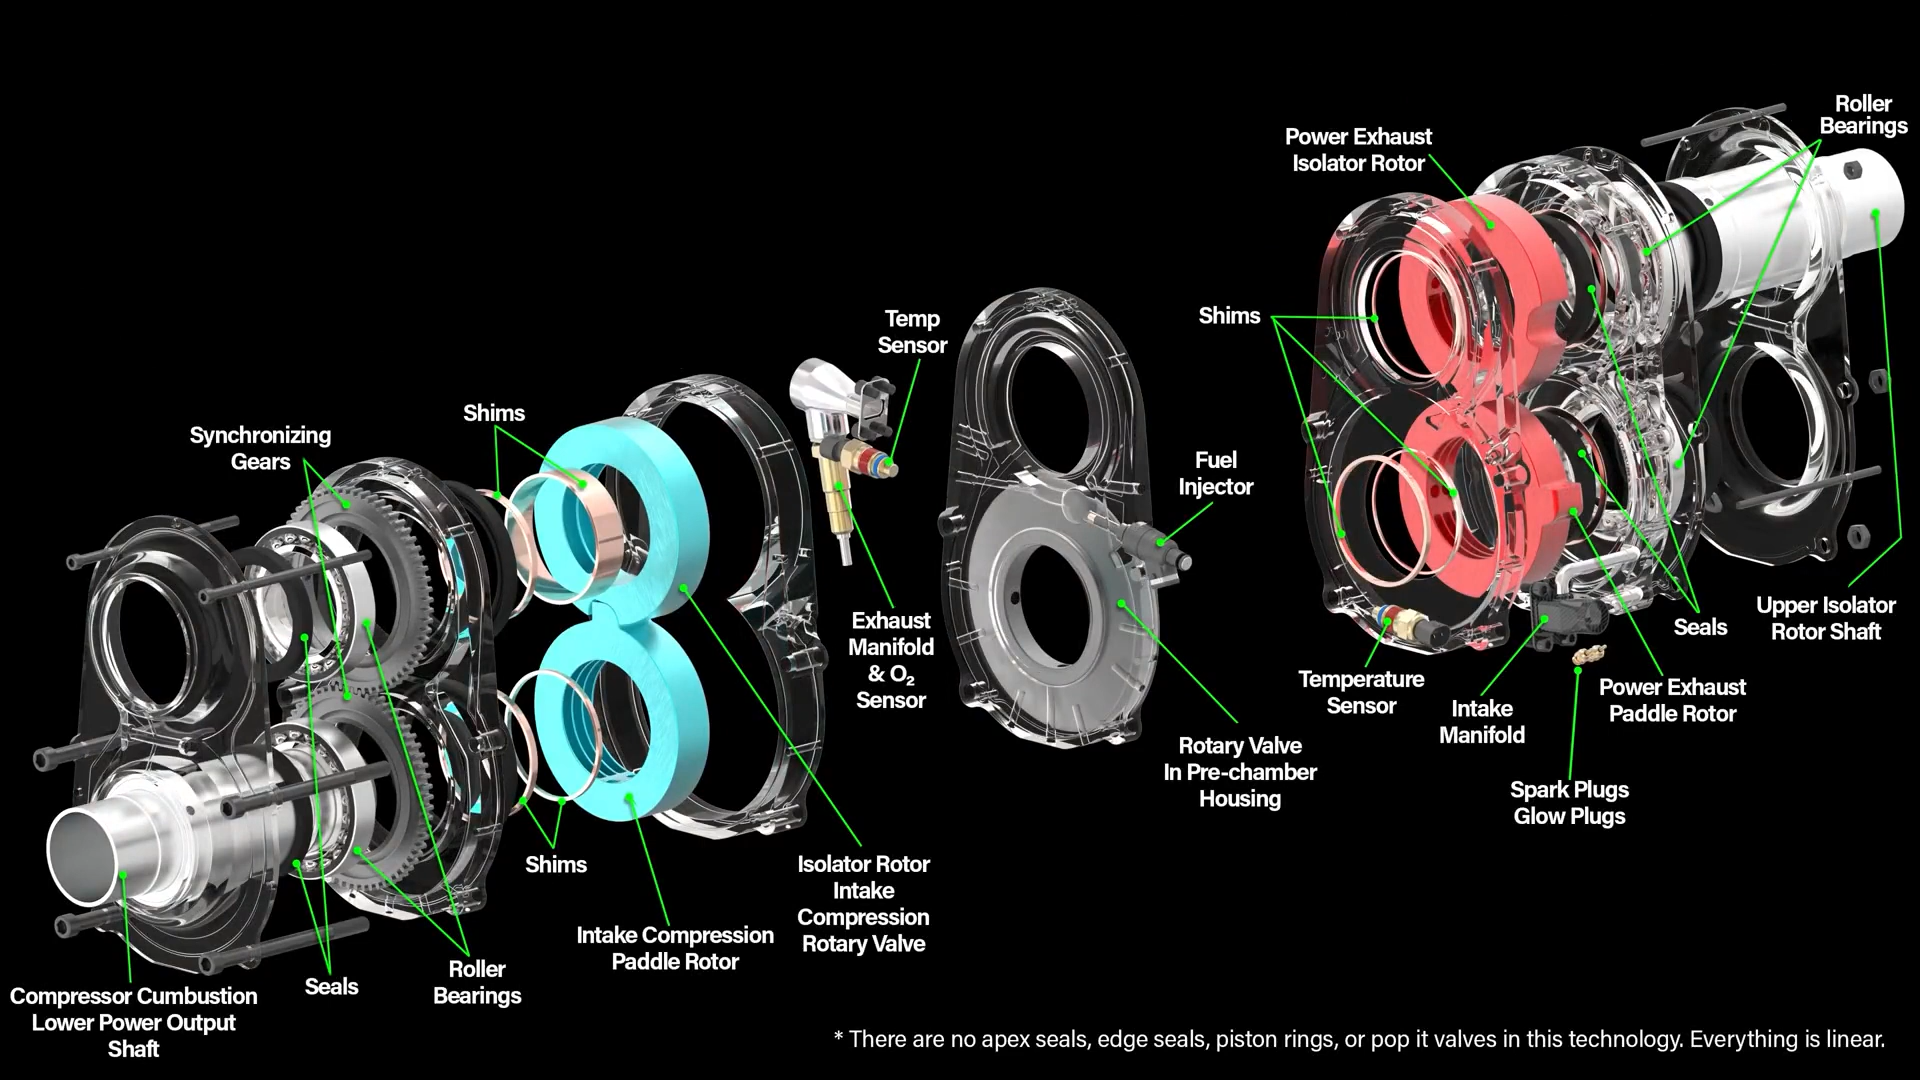 Roller
Bearings
Power Exhaust
Isolator Rotor
Shims
Temp
Sensor
Shims
Synchronizing
Gears
Fuel
Injector
Exhaust
Manifold
& O₂
Sensor
Upper Isolator
Rotor Shaft
Seals
Temperature
Sensor
Intake
Manifold
Power Exhaust
Paddle Rotor
Rotary Valve
In Pre-chamber
Housing
Spark Plugs
Glow Plugs
Shims
Isolator Rotor
Intake
Compression
Rotary Valve
Intake Compression
Paddle Rotor
Roller
Bearings
Seals
Compressor Cumbustion
Lower Power Output
Shaft
* There are no apex seals, edge seals, piston rings, or pop it valves in this technology. Everything is linear.